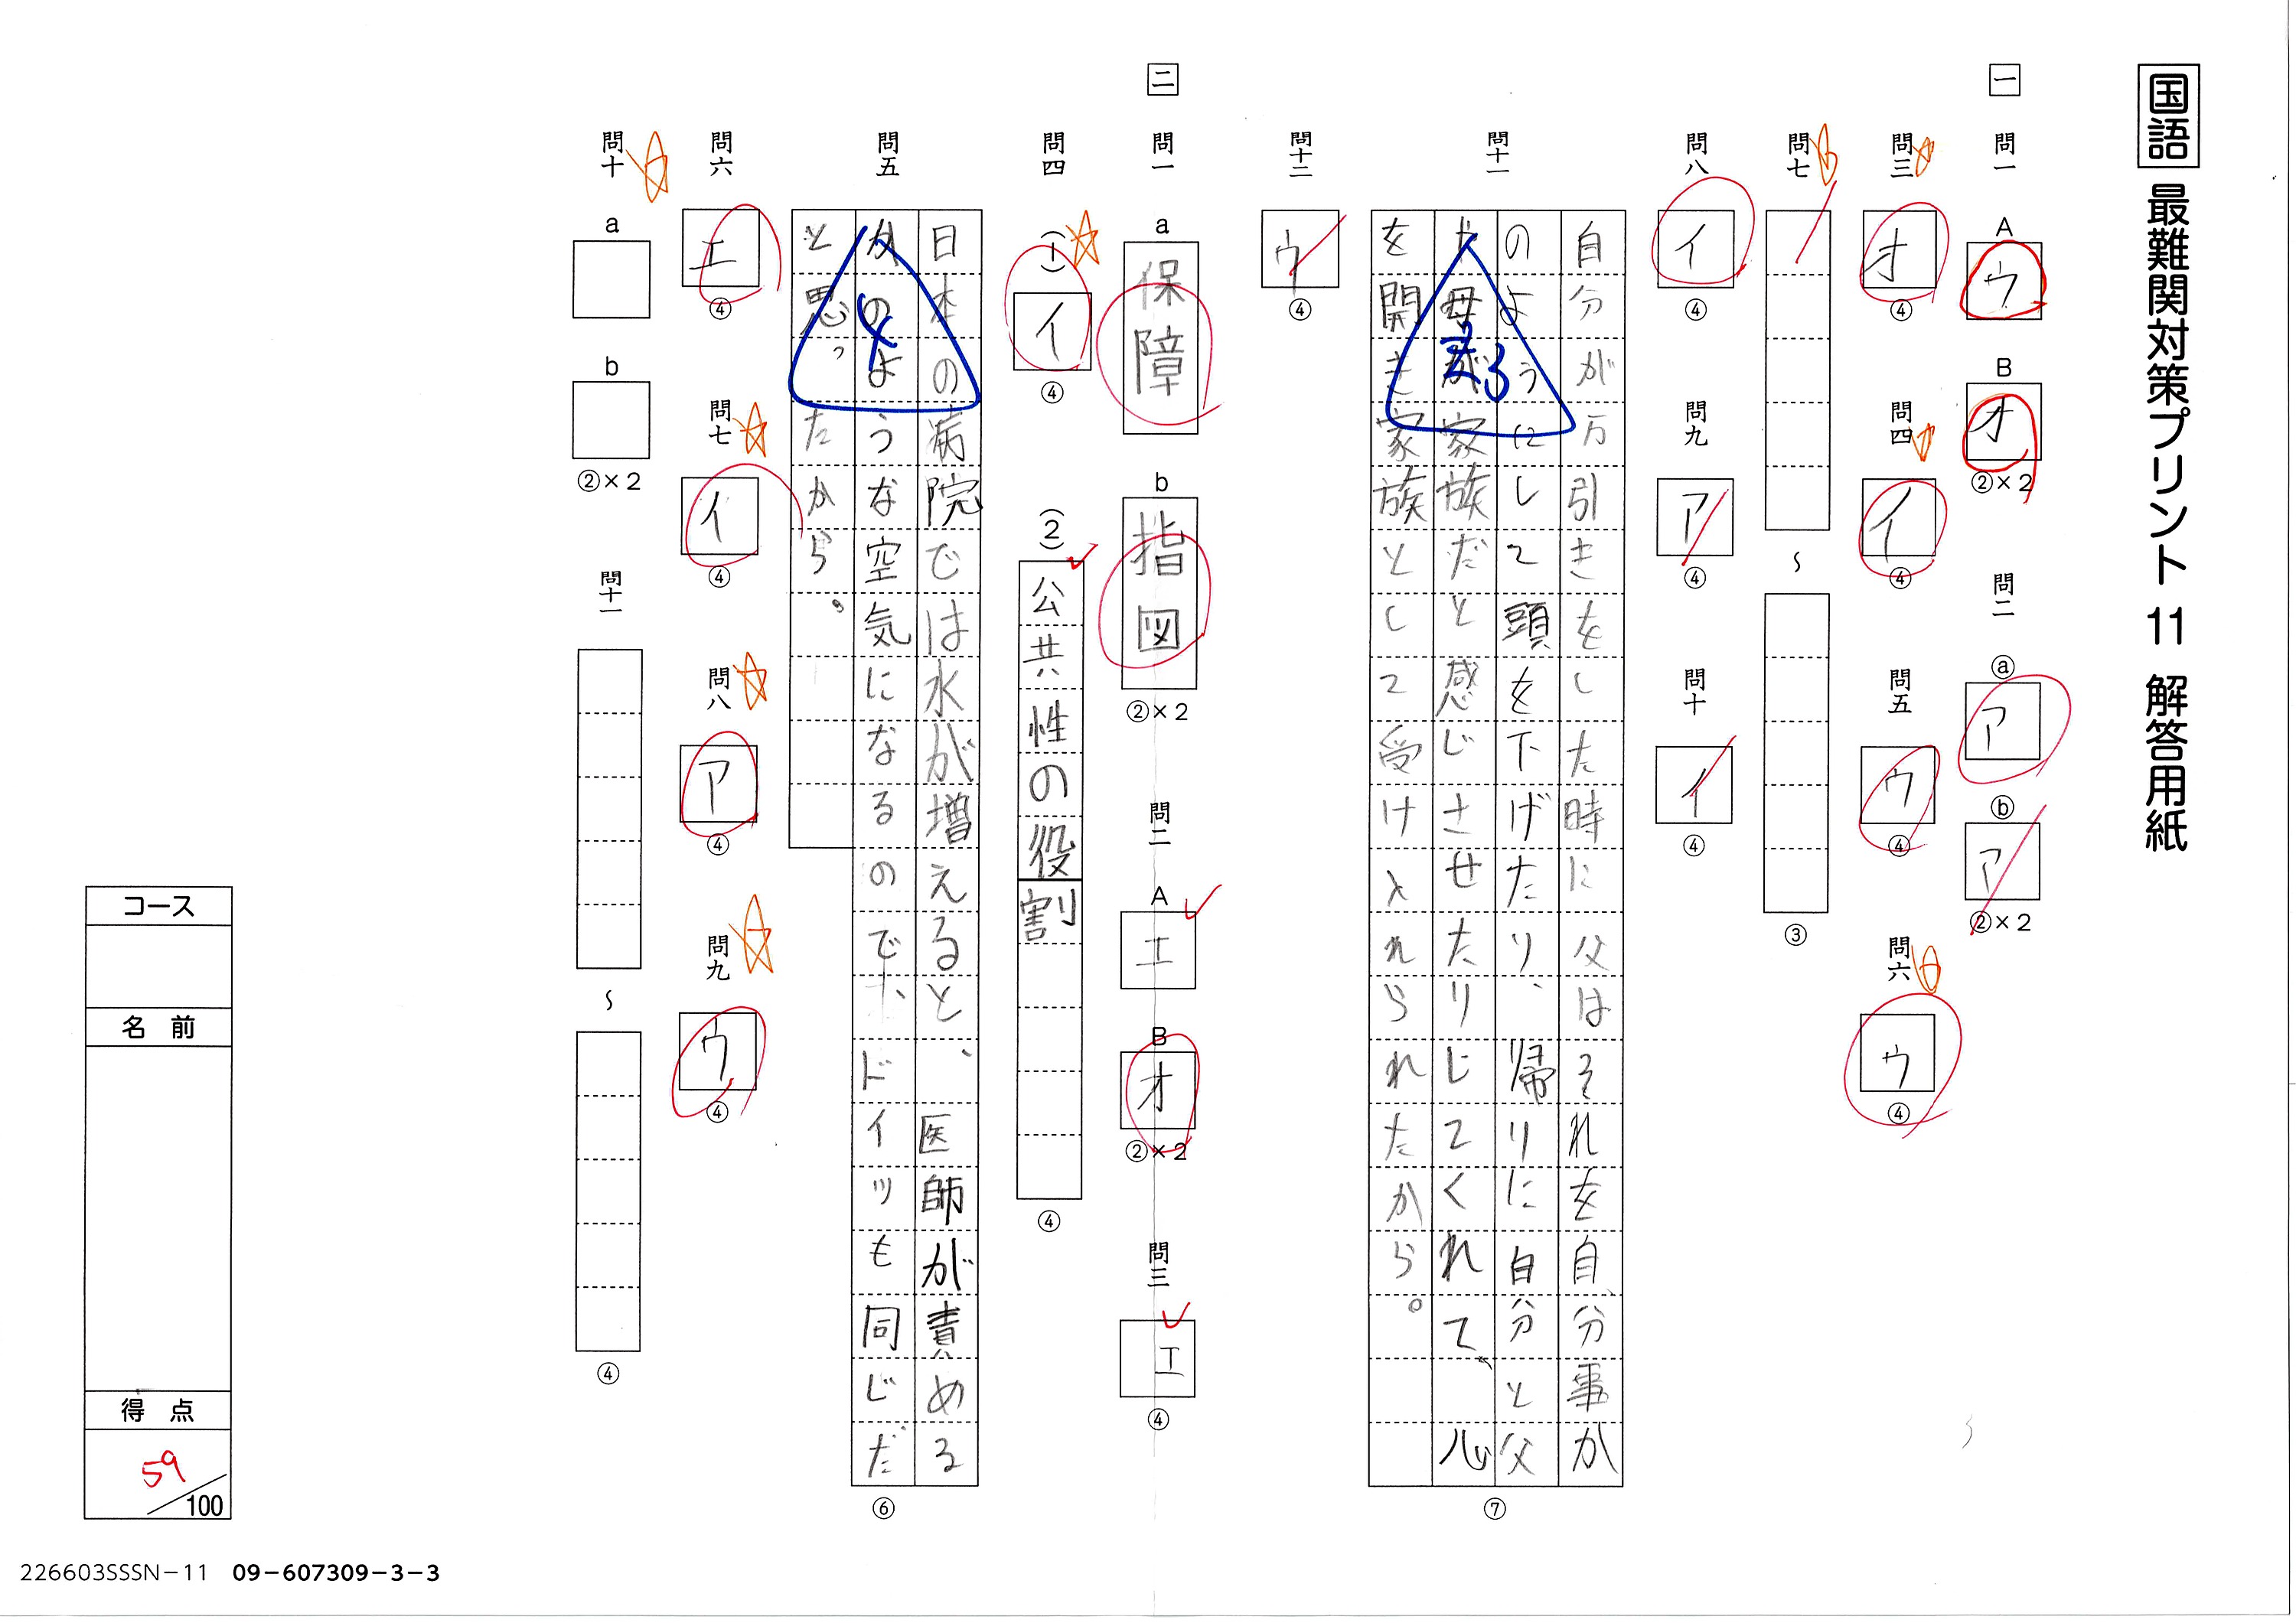 国語 最難関対策プリント 11 解答用紙
一
問一
A
ウ
B
オ
②×2
問二
ⓐ
ア
ⓑ
ア
②×2
問三
オ
④
問四
イ
④
問五
ウ
④
問六
ウ
④
問七
～
③
問八
イ
④
問九
ア
④
問十
イ
④
問十一
自分が万引きをした時に父はそれを自分事か
のようにして頭を下げたり、帰りに自分と父
母が家族だと感じさせたりしてくれて、心
を開き家族として受け入れられたから。
⑦
問十二
ウ
④
二
問一
a
保障
b
指図
②×2
問二
A
エ
B
オ
②×2
問三
エ
④
問四
(1)
イ
④
(2)
公共性の役割
④
問五
日本の病院では水が増えると、医師が責める
のような空気になるので、ドイツも同じだ
と思ったから。
⑥
問六
エ
④
問七
イ
④
問八
ア
④
問九
ウ
④
問十
a
b
②×2
問十一
～
④
コース
名前
得点
59
100
226603SSSN－11 09－607309－3－3